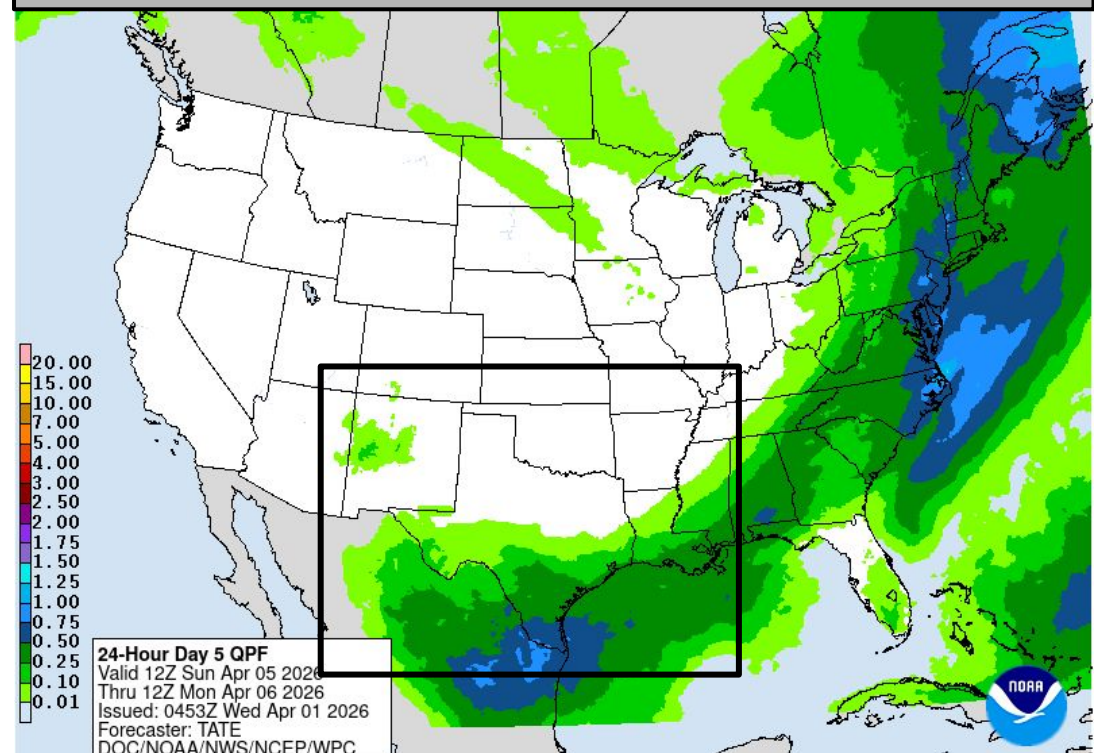 20.00
15.00
10.00
7.00
5.00
4.00
3.00
2.50
2.00
1.75
1.50
1.25
1.00
0.75
0.50
0.25
0.10
0.01
24-Hour Day 5 QPF
Valid 12Z Sun Apr 05 2026
Thru 12Z Mon Apr 06 2026
Issued: 0453Z Wed Apr 01 2026
Forecaster: TATE
DOC/NOAA/NWS/NCEP/WPC
NOAA